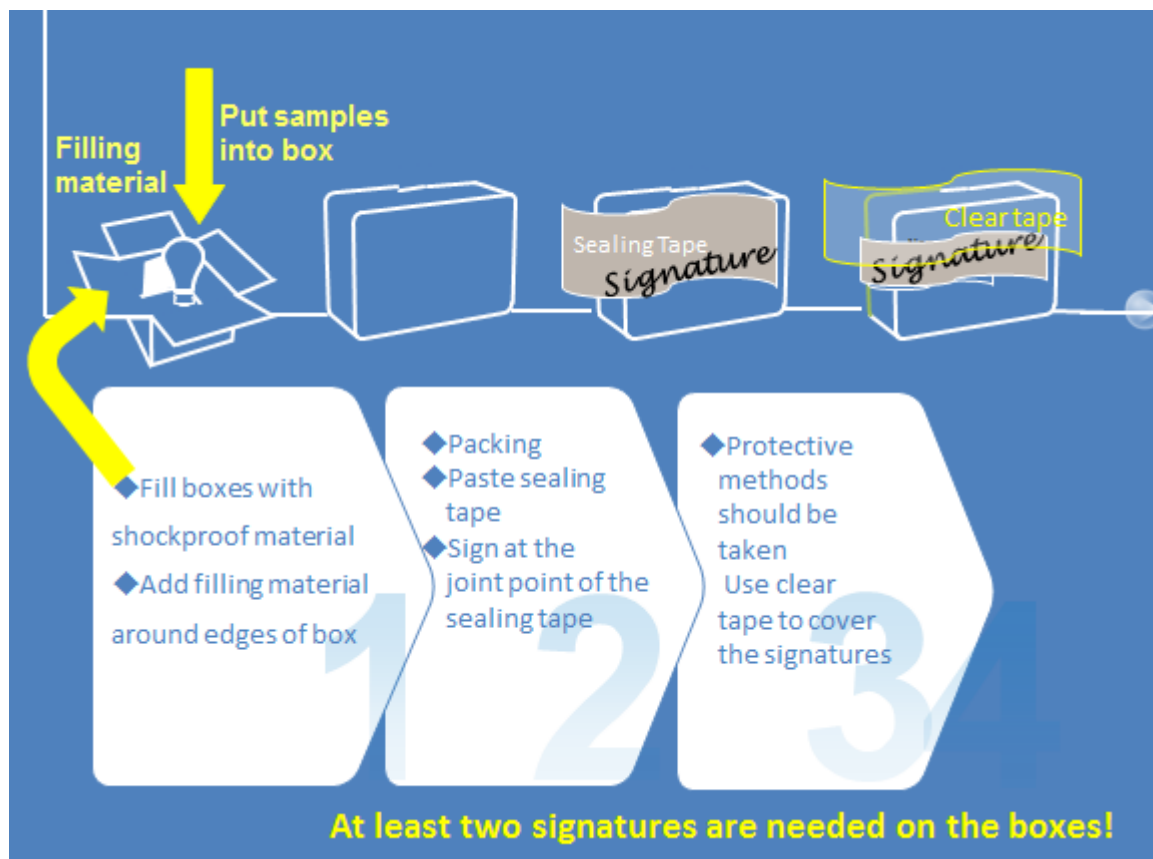 Put samples
into box
Filling
material
Sealing Tape
Signature
Clear tape
Signature
◆Fill boxes with
shockproof material
◆Add filling material
around edges of box
1
◆Packing
◆Paste sealing
tape
◆Sign at the
joint point of the
sealing tape
2
◆Protective
methods
should be
taken
Use clear
tape to cover
the signatures
3
4
At least two signatures are needed on the boxes!